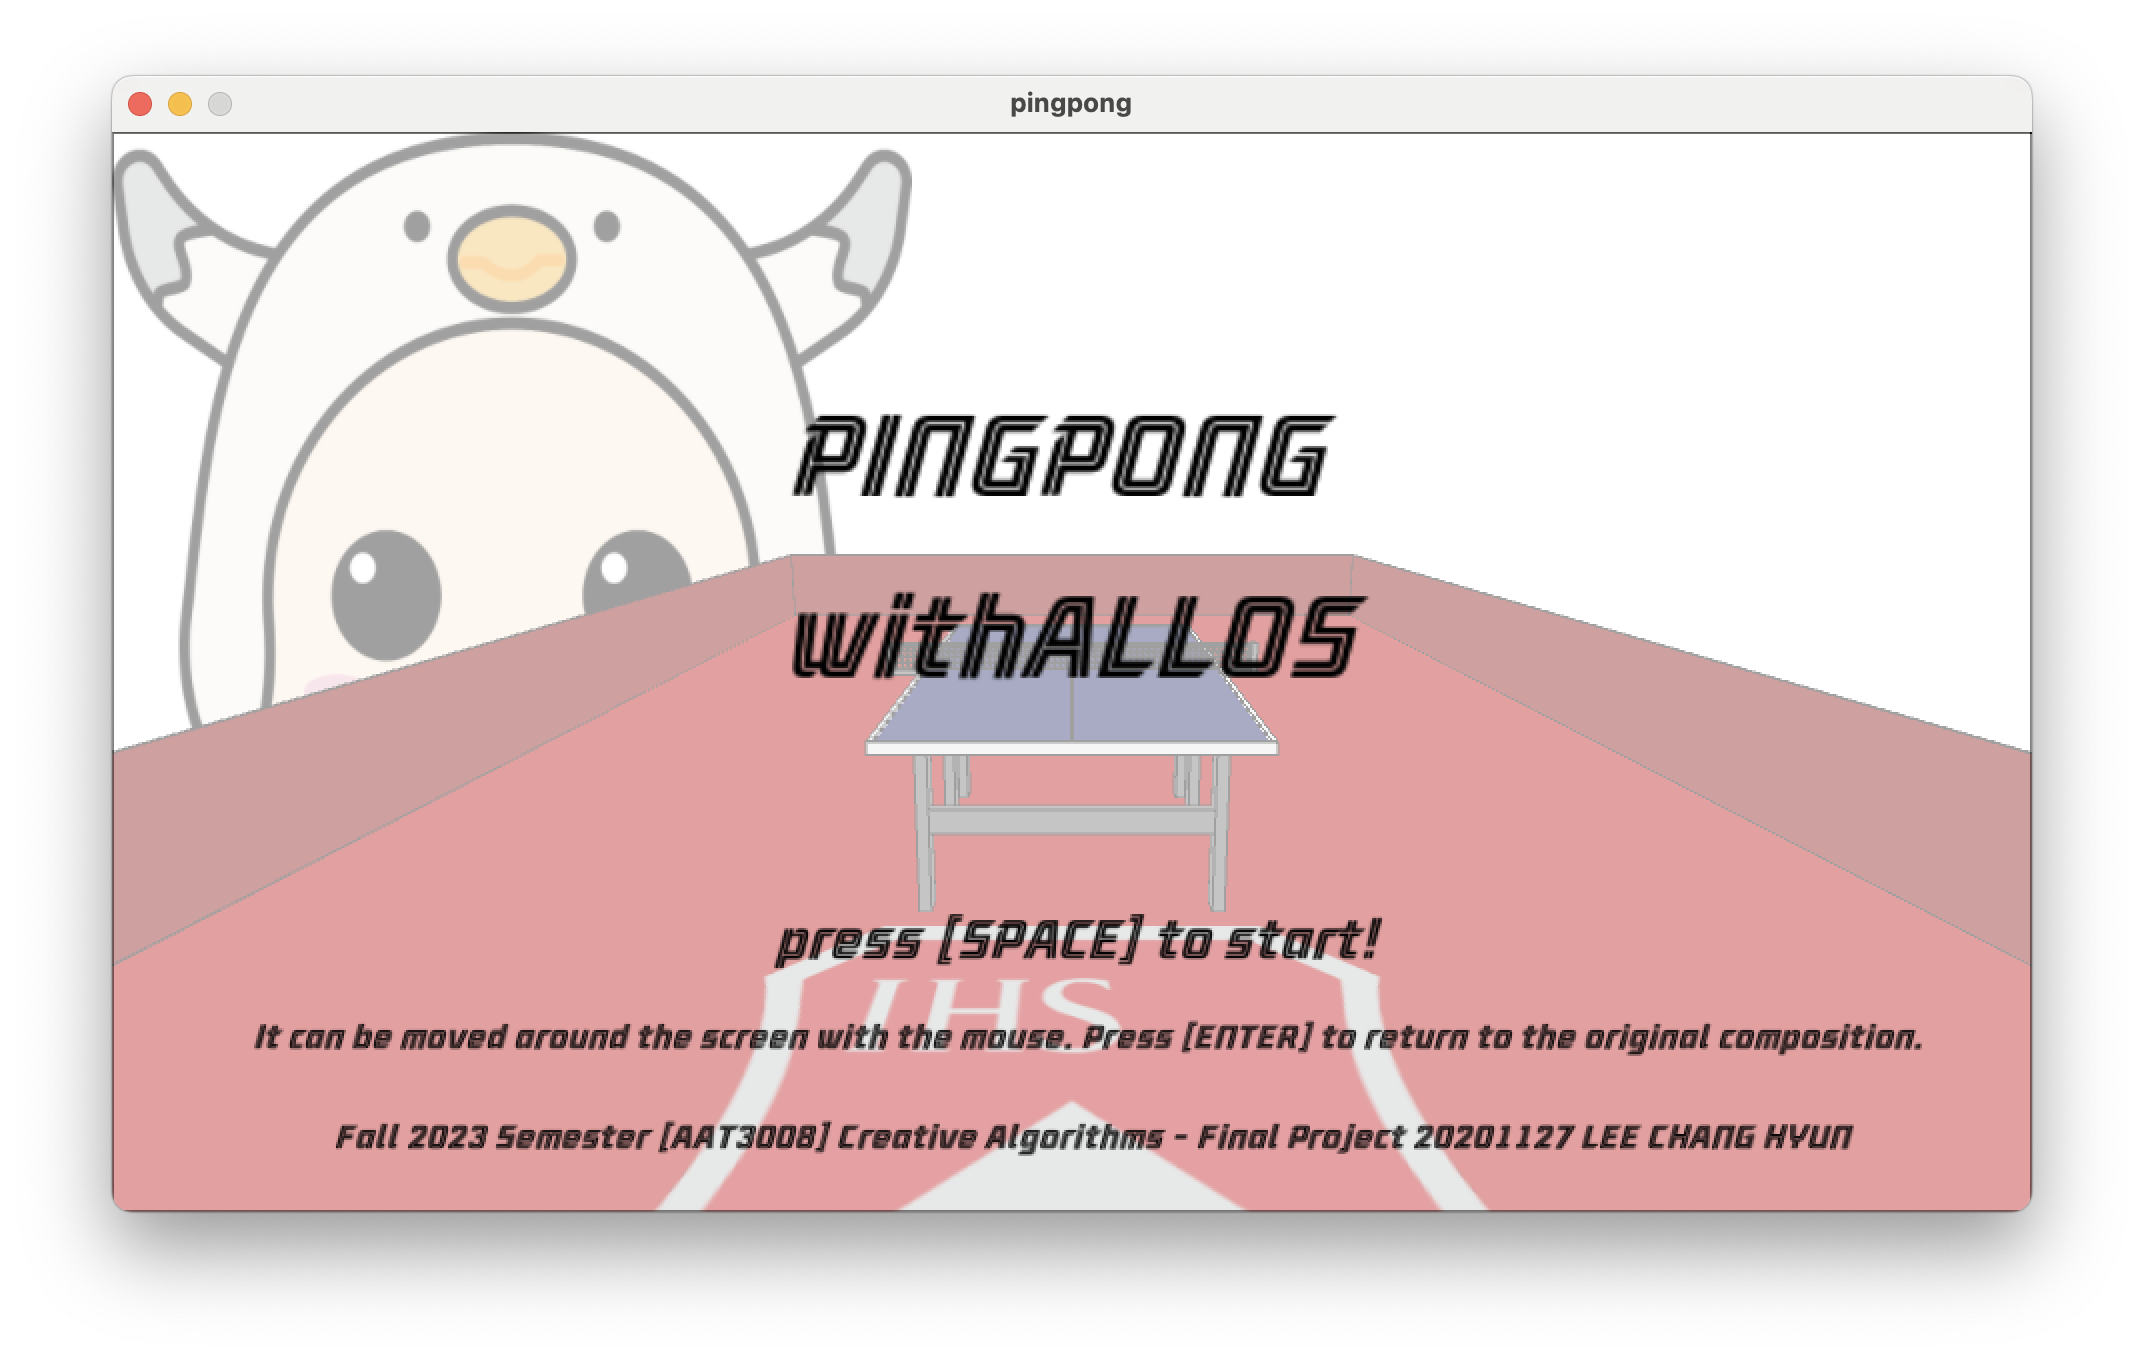 pingpong
PINGPONG
withALLOS
press [SPACE] to start!
IHS
It can be moved around the screen with the mouse. Press [ENTER] to return to the original composition.
Fall 2023 Semester [AAT3008] Creative Algorithms - Final Project 20201127 LEE CHANG HYUN